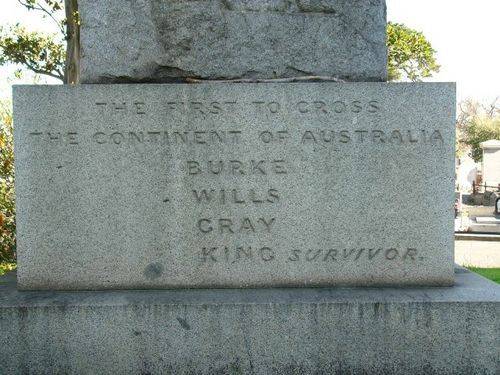 THE FIRST TO CROSS
THE CONTINENT OF AUSTRALIA
BURKE
WILLS
GRAY
KING SURVIVOR.